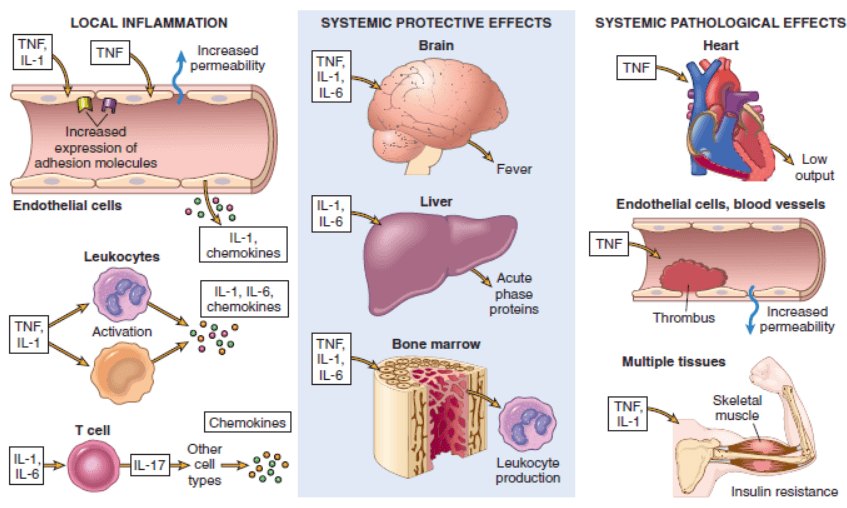 LOCAL INFLAMMATION
TNF,
IL-1
TNF
Increased
permeability
Increased
expression of
adhesion molecules
Endothelial cells
IL-1,
chemokines
Leukocytes
TNF,
IL-1
Activation
IL-1, IL-6,
chemokines
T cell
IL-1,
IL-6
IL-17
Other
cell
types
Chemokines
SYSTEMIC PROTECTIVE EFFECTS
Brain
TNF,
IL-1,
IL-6
Fever
Liver
IL-1,
IL-6
Acute
phase
proteins
Bone marrow
TNF,
IL-1,
IL-6
Leukocyte
production
SYSTEMIC PATHOLOGICAL EFFECTS
Heart
TNF
Low
output
Endothelial cells, blood vessels
TNF
Thrombus
Increased
permeability
Multiple tissues
TNF,
IL-1
Skeletal
muscle
Insulin resistance